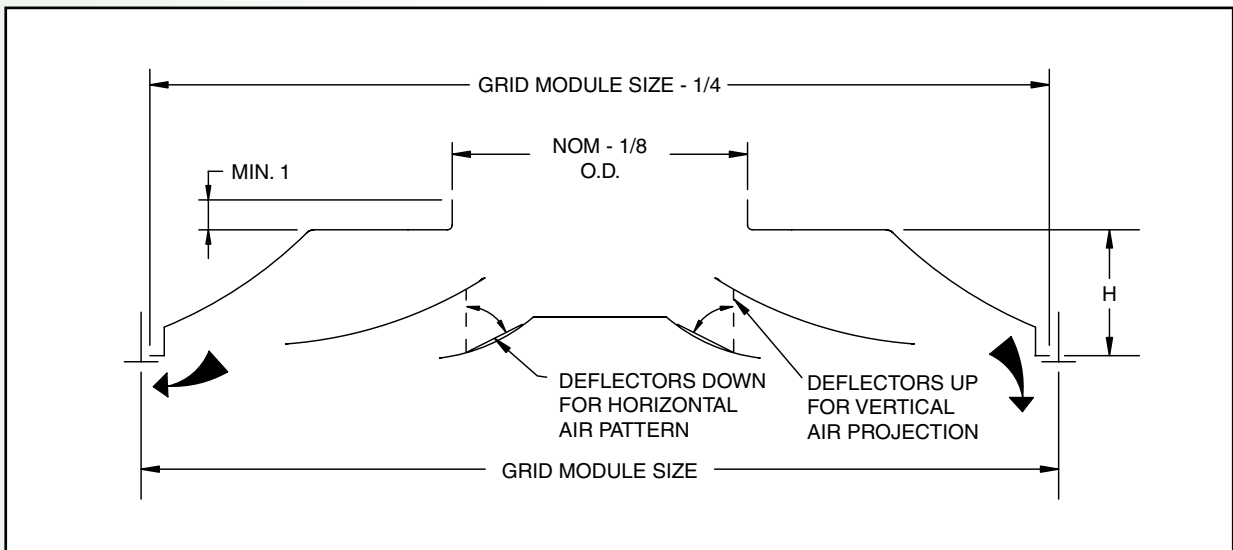 GRID MODULE SIZE - 1/4
NOM - 1/8
O.D.
MIN. 1
H
DEFLECTORS DOWN
FOR HORIZONTAL
AIR PATTERN
DEFLECTORS UP
FOR VERTICAL
AIR PROJECTION
GRID MODULE SIZE